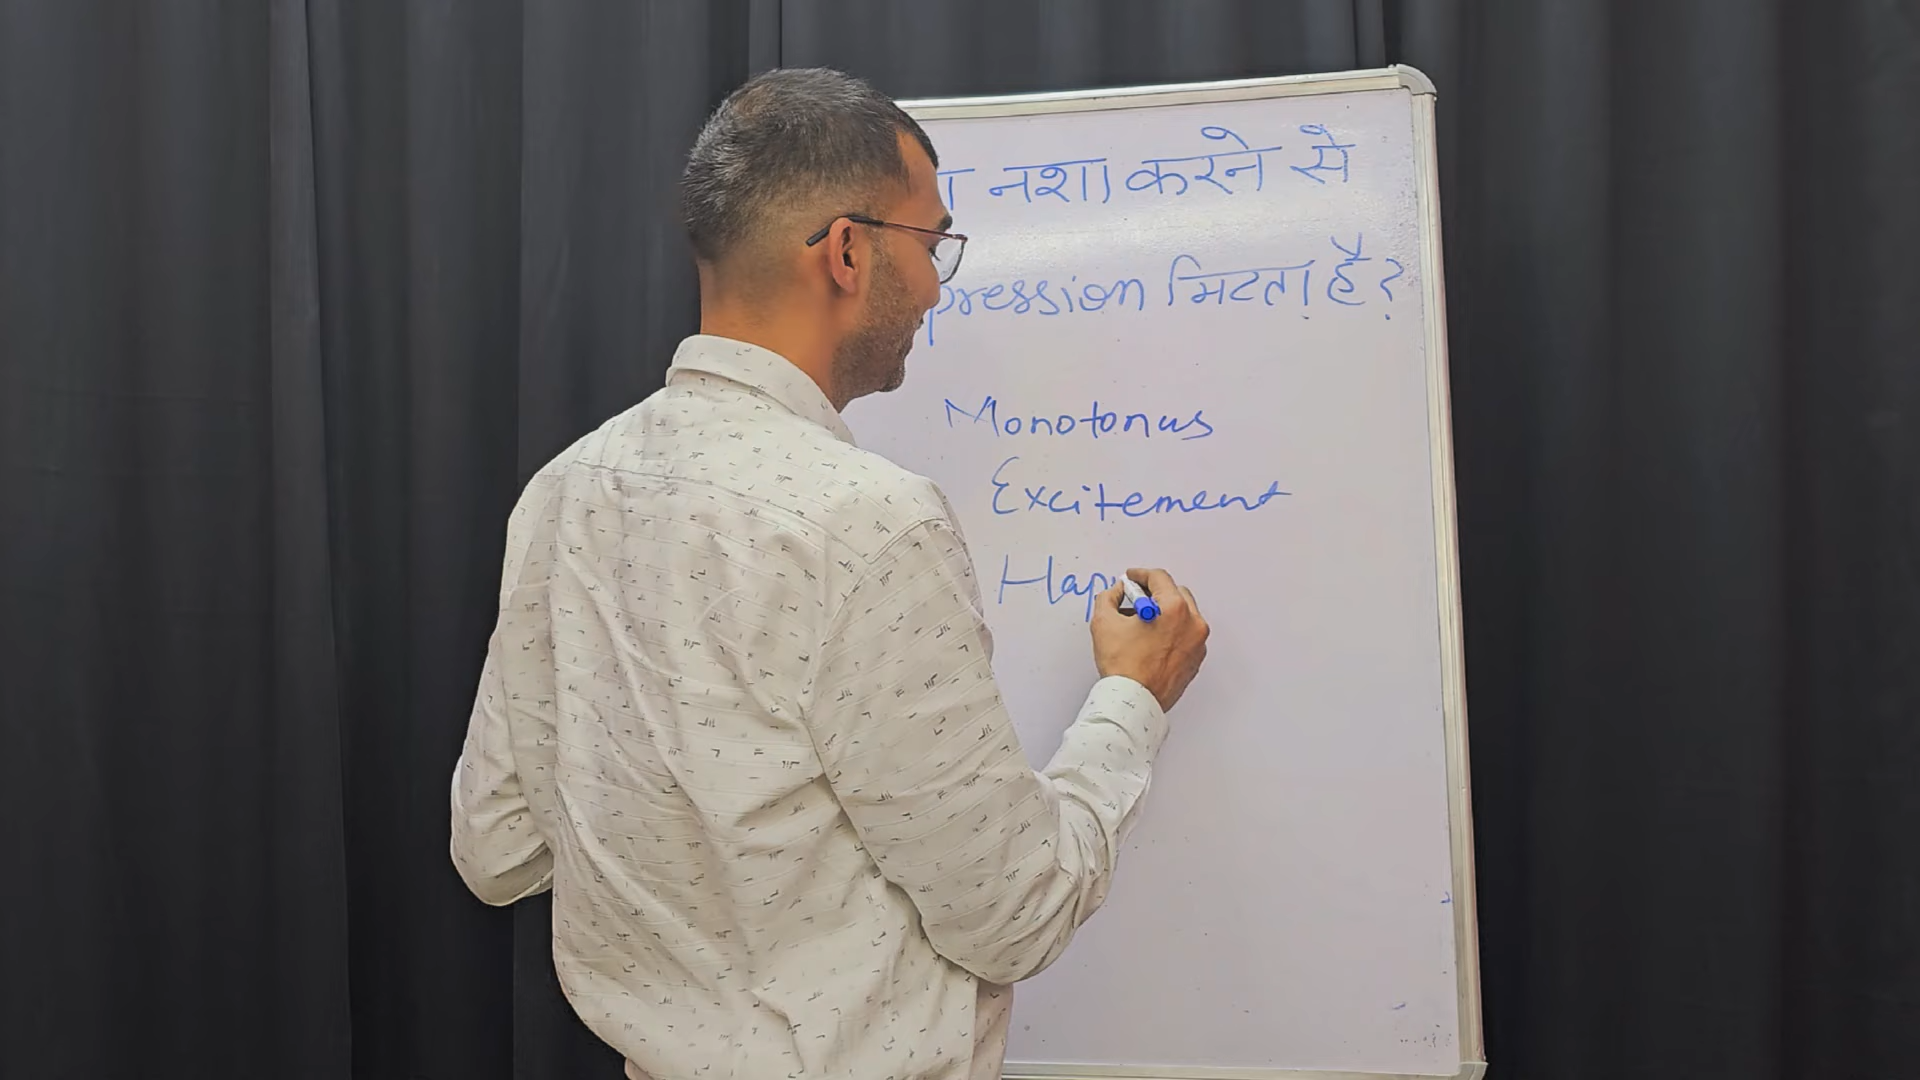 नशा करने से
pression मिटता है?
Monotonus
Excitement
Hap